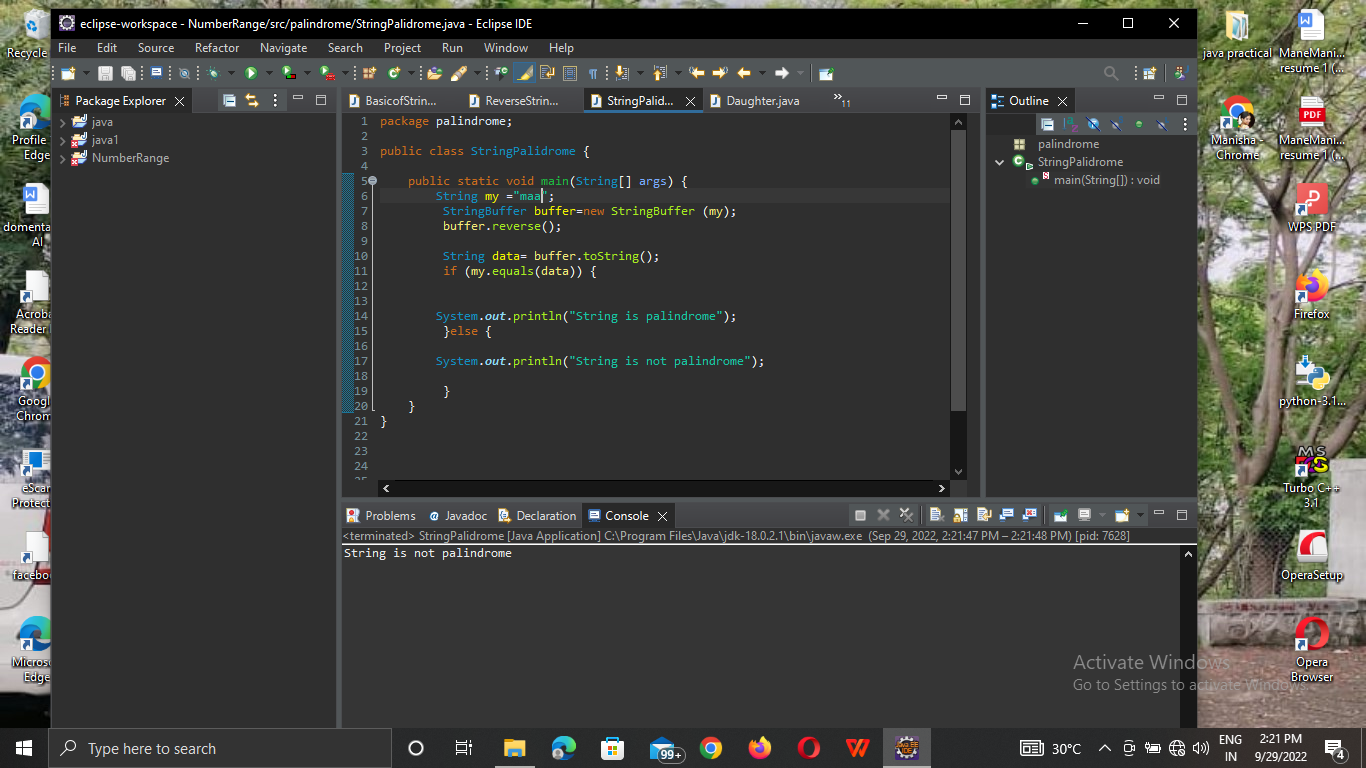 eclipse-workspace - NumberRange/src/palindrome/StringPalidrome.java - Eclipse IDE
File Edit Source Refactor Navigate Search Project Run Window Help
Package Explorer
java
java1
NumberRange
BasicofStrin... ReverseStrin... StringPalid... Daughter.java »11
1 package palindrome;
2
3 public class StringPalidrome {
4
5 public static void main(String[] args) {
6 String my ="maa";
7 StringBuffer buffer=new StringBuffer (my);
8 buffer.reverse();
9
10 String data= buffer.toString();
11 if (my.equals(data)) {
12
13
14 System.out.println("String is palindrome");
15 }else {
16
17 System.out.println("String is not palindrome");
18
19 }
20 }
21 }
22
23
24
Outline
palindrome
StringPalidrome
main(String[]) : void
Problems Javadoc Declaration Console
<terminated> StringPalidrome [Java Application] C:\Program Files\Java\jdk-18.0.2.1\bin\javaw.exe (Sep 29, 2022, 2:21:47 PM – 2:21:48 PM) [pid: 7628]
String is not palindrome
Recycle
Profile
Edge
domenta
AI
Acroba
Reader
Googl
Chrom
eScan
Protect
facebo
Micros
Edge
java practical
ManeMani...
resume 1 (...
Manisha -
Chrome
PDF
ManeMani...
resume 1 (...
WPS PDF
Firefox
python-3.1...
MS
Turbo C++
3.1
OperaSetup
Opera
Browser
Activate Windows
Go to Settings to activate Windows.
Type here to search
99+
30°C
ENG
IN
2:21 PM
9/29/2022
4